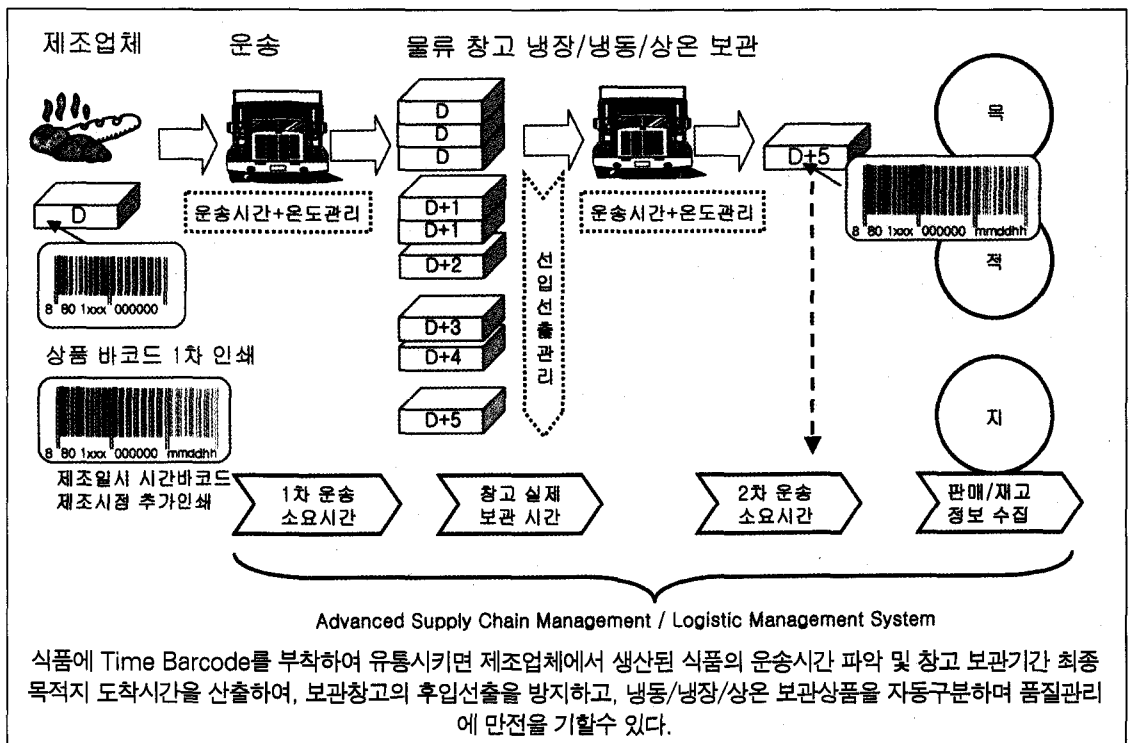 제조업체 운송 물류 창고 냉장/냉동/상온 보관
D
D
D
D+5
목
D
운송시간+온도관리
D+1
D+1
운송시간+온도관리
8 80 1xxx 000000 mmddhh
D+2
선입선출관리
적
8 80 1xxx 000000
D+3
D+4
상품 바코드 1차 인쇄
D+5
지
8 80 1xxx 000000 mmddhh
제조일시 시간바코드
제조시점 추가인쇄
1차 운송
소요시간
창고 실제
보관 시간
2차 운송
소요시간
판매/재고
정보 수집
Advanced Supply Chain Management / Logistic Management System
식품에 Time Barcode를 부착하여 유통시키면 제조업체에서 생산된 식품의 운송시간 파악 및 창고 보관기간 최종
목적지 도착시간을 산출하여, 보관창고의 후입선출을 방지하고, 냉동/냉장/상온 보관상품을 자동구분하며 품질관리
에 만전을 기할수 있다.